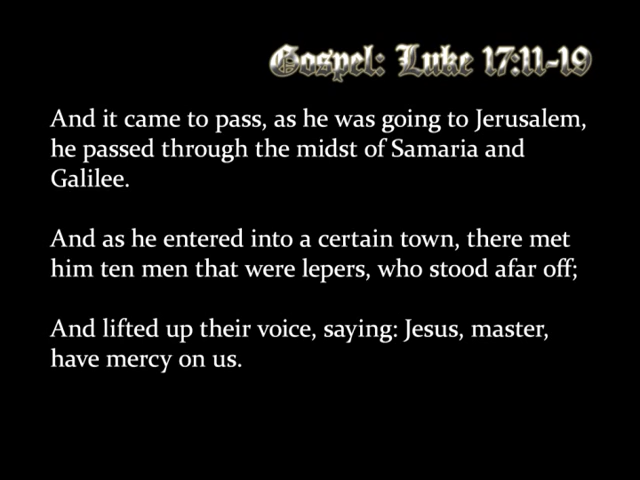 Gospel: Luke 17:11-19
And it came to pass, as he was going to Jerusalem,
he passed through the midst of Samaria and
Galilee.
And as he entered into a certain town, there met
him ten men that were lepers, who stood afar off;
And lifted up their voice, saying: Jesus, master,
have mercy on us.